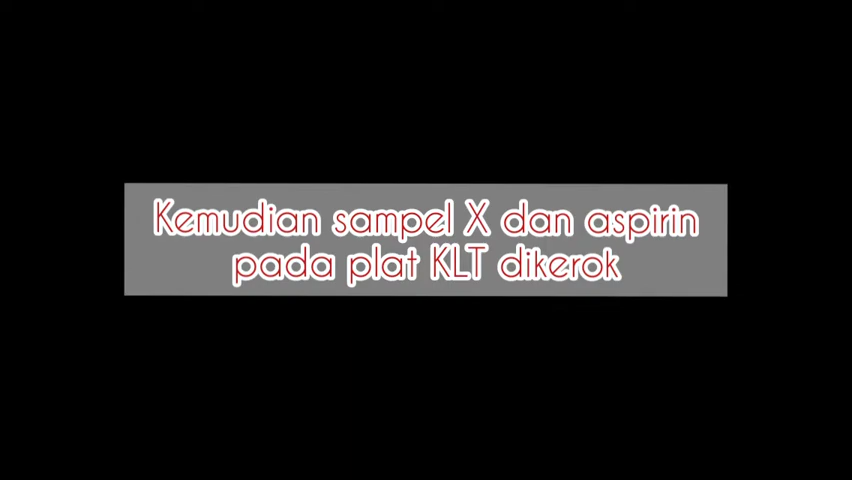 Kemudian sampel X dan aspirin
pada plat KLT dikerok